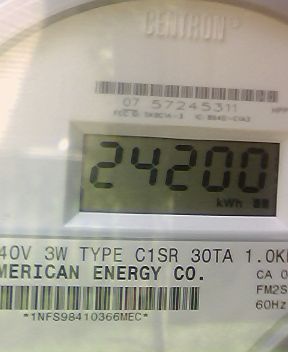 CENTRON
07 57245311
24200
kWh
40V 3W TYPE C1SR 30TA 1.0K
MERICAN ENERGY CO.
CA 0
FM2S
60Hz
*1NFS98410366MEC*